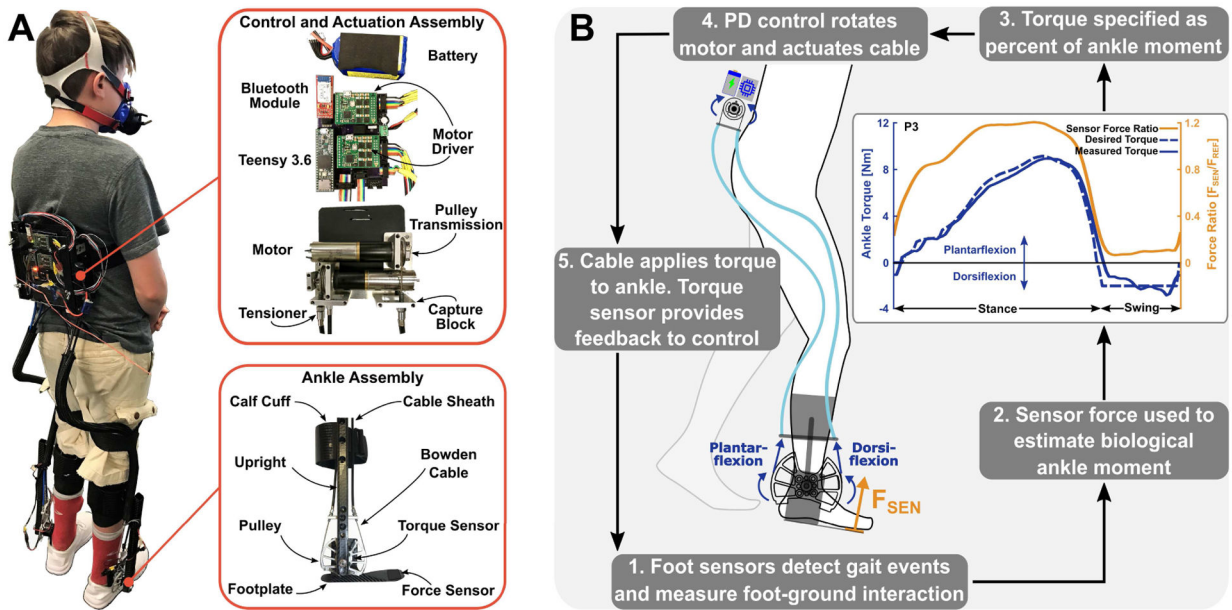 A
Control and Actuation Assembly
Battery
Bluetooth
Module
Motor
Driver
Teensy 3.6
Pulley
Transmission
Motor
Tensioner
Capture
Block
Ankle Assembly
Calf Cuff
Cable Sheath
Upright
Bowden
Cable
Pulley
Torque Sensor
Footplate
Force Sensor
B
4. PD control rotates
motor and actuates cable
3. Torque specified as
percent of ankle moment
P3
Sensor Force Ratio
Desired Torque
Measured Torque
Ankle Torque [Nm]
12
8
4
0
-4
Force Ratio [F_SEN/F_REF]
1.2
0.8
0.4
0
Plantarflexion
Dorsiflexion
Stance
Swing
5. Cable applies torque
to ankle. Torque
sensor provides
feedback to control
2. Sensor force used to
estimate biological
ankle moment
Plantar-
flexion
Dorsi-
flexion
F_SEN
1. Foot sensors detect gait events
and measure foot-ground interaction